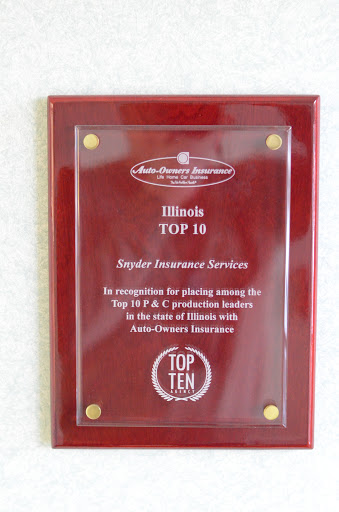 Auto-Owners Insurance
Life Home Car Business
Illinois
TOP 10
Snyder Insurance Services
In recognition for placing among the
Top 10 P & C production leaders
in the state of Illinois with
Auto-Owners Insurance
TOP
TEN
AGENCY